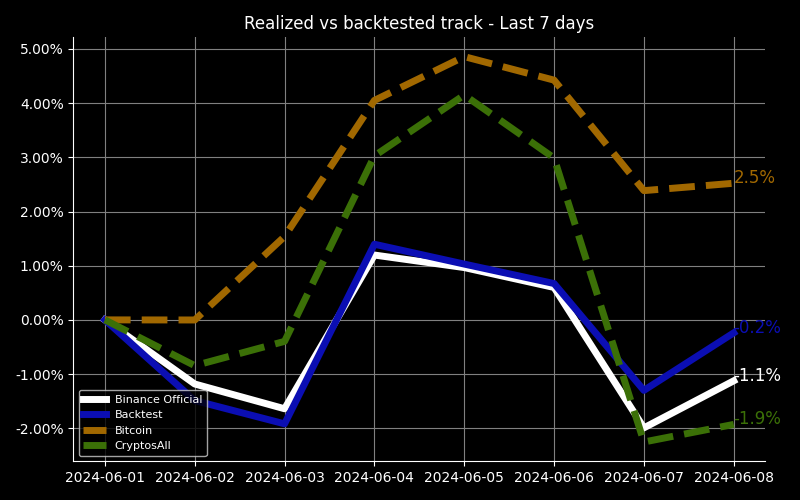 Realized vs backtested track - Last 7 days
5.00%
4.00%
3.00%
2.00%
1.00%
0.00%
-1.00%
-2.00%
2.5%
-0.2%
-1.1%
-1.9%
Binance Official
Backtest
Bitcoin
CryptosAll
2024-06-01 2024-06-02 2024-06-03 2024-06-04 2024-06-05 2024-06-06 2024-06-07 2024-06-08